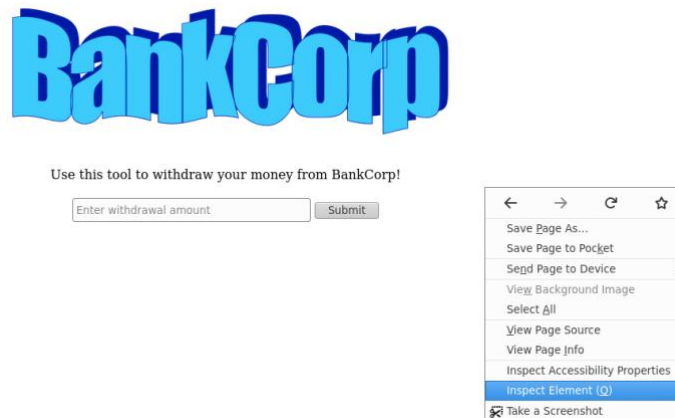 BankCorp
Use this tool to withdraw your money from BankCorp!
Enter withdrawal amount
Submit
Save Page As...
Save Page to Pocket
Send Page to Device
View Background Image
Select All
View Page Source
View Page Info
Inspect Accessibility Properties
Inspect Element (Q)
Take a Screenshot